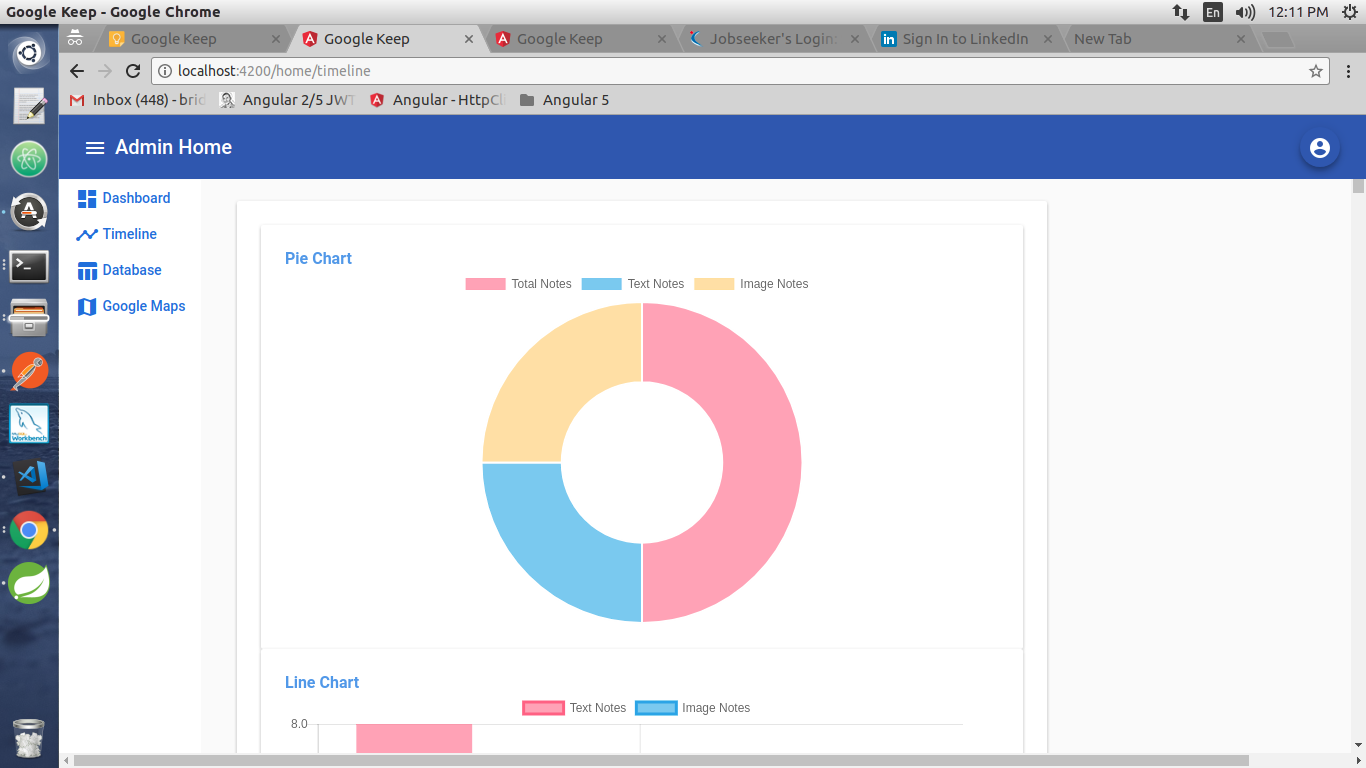 Google Keep - Google Chrome
En
12:11 PM
Google Keep
Google Keep
Google Keep
Jobseeker's Login:
Sign In to LinkedIn
New Tab
localhost:4200/home/timeline
Inbox (448) - brid
Angular 2/5 JWT
Angular - HttpCli
Angular 5
Admin Home
Dashboard
Timeline
Database
Google Maps
Pie Chart
Total Notes
Text Notes
Image Notes
Line Chart
Text Notes
Image Notes
8.0
Workbench